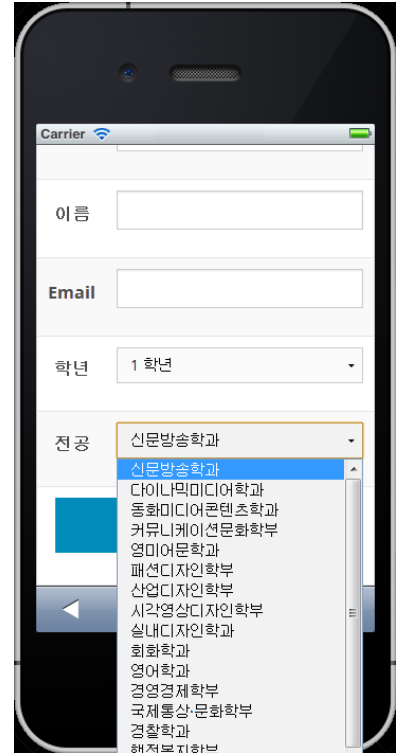 Carrier
이름
Email
학년 1 학년
전공 신문방송학과
신문방송학과
다이나믹미디어학과
동화미디어콘텐츠학과
커뮤니케이션문화학부
영미어문학과
패션디자인학부
산업디자인학부
시각영상디자인학부
실내디자인학과
회화학과
영어학과
경영경제학부
국제통상·문화학부
경찰학과
행정복지학부